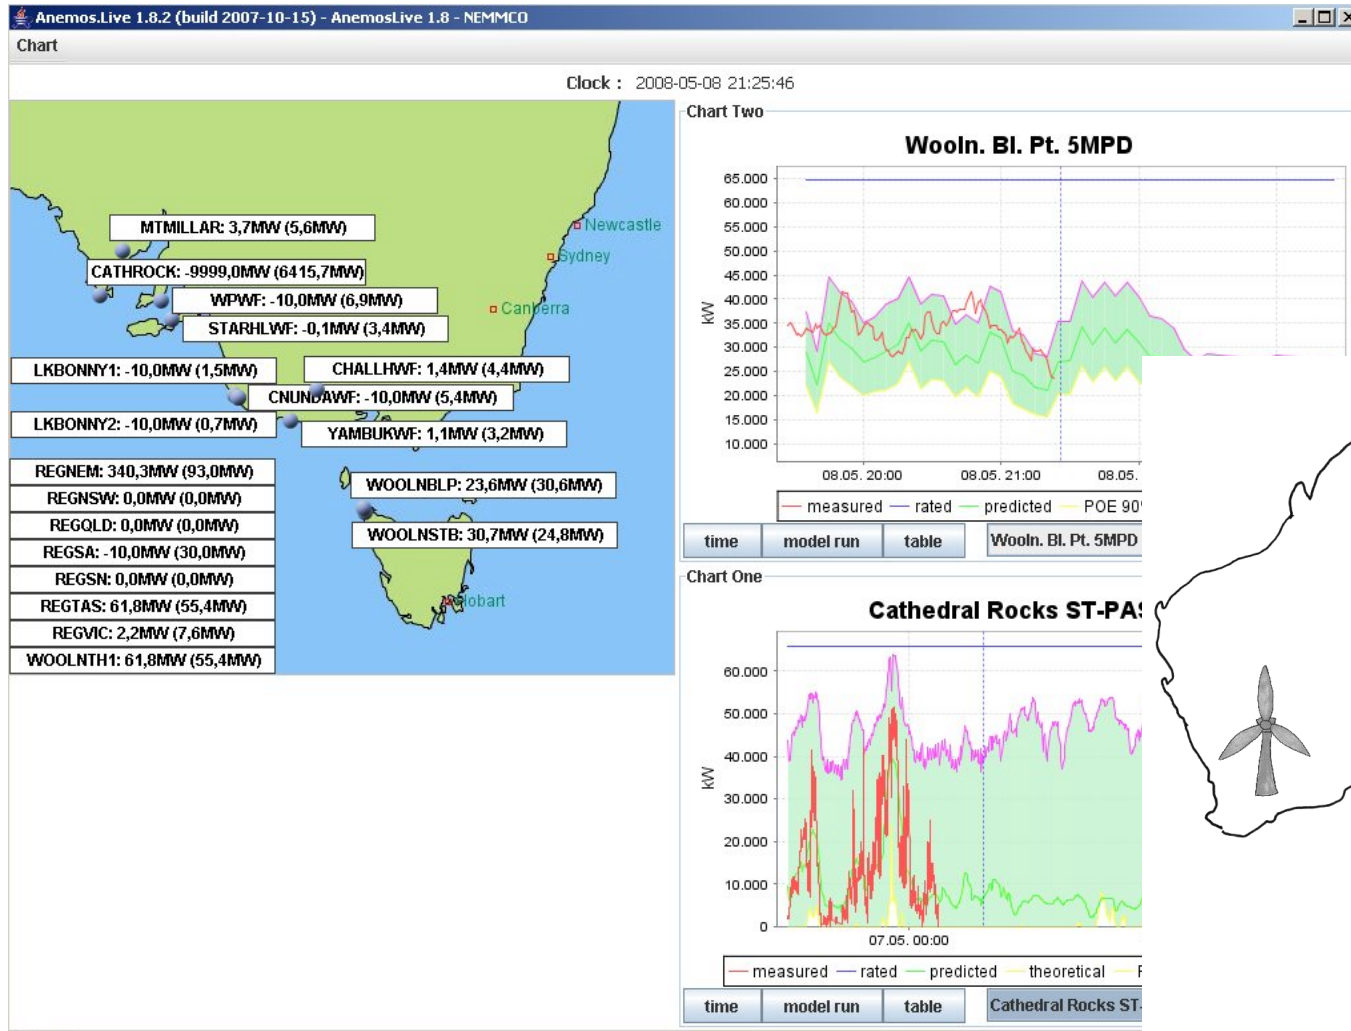 Anemos.Live 1.8.2 (build 2007-10-15) - AnemosLive 1.8 - NEMMCO
Chart
Clock : 2008-05-08 21:25:46
MTMILLAR: 3,7MW (5,6MW)
Newcastle
Sydney
CATHROCK: -9999,0MW (6415,7MW)
WPWF: -10,0MW (6,9MW)
Canberra
STARHLWF: -0,1MW (3,4MW)
LKBONNY1: -10,0MW (1,5MW)
CHALLHWF: 1,4MW (4,4MW)
CNUNDAWF: -10,0MW (5,4MW)
LKBONNY2: -10,0MW (0,7MW)
YAMBUKWF: 1,1MW (3,2MW)
REGNEM: 340,3MW (93,0MW)
WOOLNBLP: 23,6MW (30,6MW)
REGNSW: 0,0MW (0,0MW)
REGQLD: 0,0MW (0,0MW)
WOOLNSTB: 30,7MW (24,8MW)
REGSA: -10,0MW (30,0MW)
REGSN: 0,0MW (0,0MW)
REGTAS: 61,8MW (55,4MW)
Hobart
REGVIC: 2,2MW (7,6MW)
WOOLNTH1: 61,8MW (55,4MW)
Chart Two
Wooln. Bl. Pt. 5MPD
65.000
60.000
55.000
50.000
45.000
40.000
35.000
30.000
25.000
20.000
15.000
10.000
kW
08.05. 20:00 08.05. 21:00 08.05.
measured rated predicted POE 90
time model run table Wooln. Bl. Pt. 5MPD
Chart One
Cathedral Rocks ST-PAS
60.000
50.000
40.000
30.000
20.000
10.000
0
kW
07.05. 00:00
measured rated predicted theoretical
time model run table Cathedral Rocks ST-